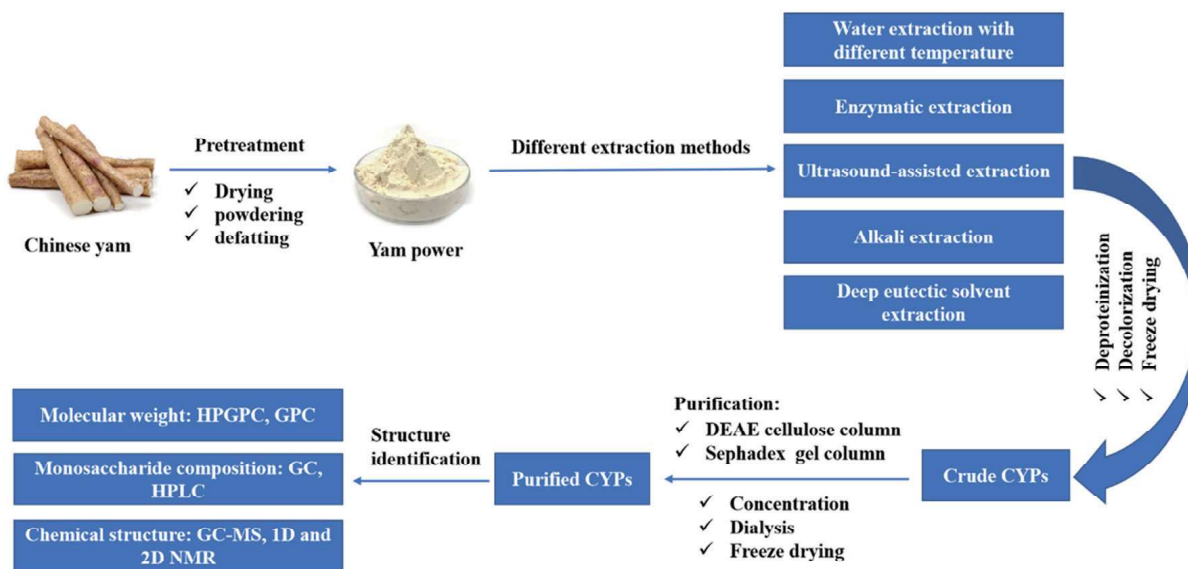 Chinese yam
Pretreatment
✓ Drying
✓ powdering
✓ defatting
Yam power
Different extraction methods
Water extraction with
different temperature
Enzymatic extraction
Ultrasound-assisted extraction
Alkali extraction
Deep eutectic solvent
extraction
✓ Deproteinization
✓ Decolorization
✓ Freeze drying
Crude CYPs
Purification:
✓ DEAE cellulose column
✓ Sephadex gel column
✓ Concentration
✓ Dialysis
✓ Freeze drying
Purified CYPs
Structure
identification
Molecular weight: HPGPC, GPC
Monosaccharide composition: GC,
HPLC
Chemical structure: GC-MS, 1D and
2D NMR